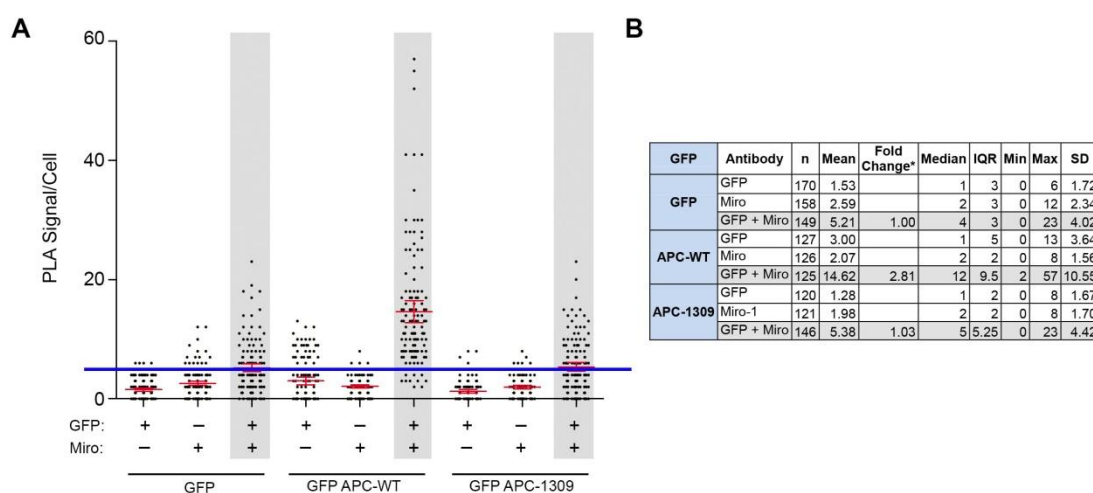 A
B
60
40
20
0
PLA Signal/Cell
GFP: + − + + − + + − +
Miro: − + + − + + − + +
GFP GFP APC-WT GFP APC-1309
GFP Antibody n Mean Fold Change* Median IQR Min Max SD
GFP GFP 170 1.53 1 3 0 6 1.72
Miro 158 2.59 2 3 0 12 2.34
GFP + Miro 149 5.21 1.00 4 3 0 23 4.02
APC-WT GFP 127 3.00 1 5 0 13 3.64
Miro 126 2.07 2 2 0 8 1.56
GFP + Miro 125 14.62 2.81 12 9.5 2 57 10.55
APC-1309 GFP 120 1.28 1 2 0 8 1.67
Miro-1 121 1.98 2 2 0 8 1.70
GFP + Miro 146 5.38 1.03 5 5.25 0 23 4.42